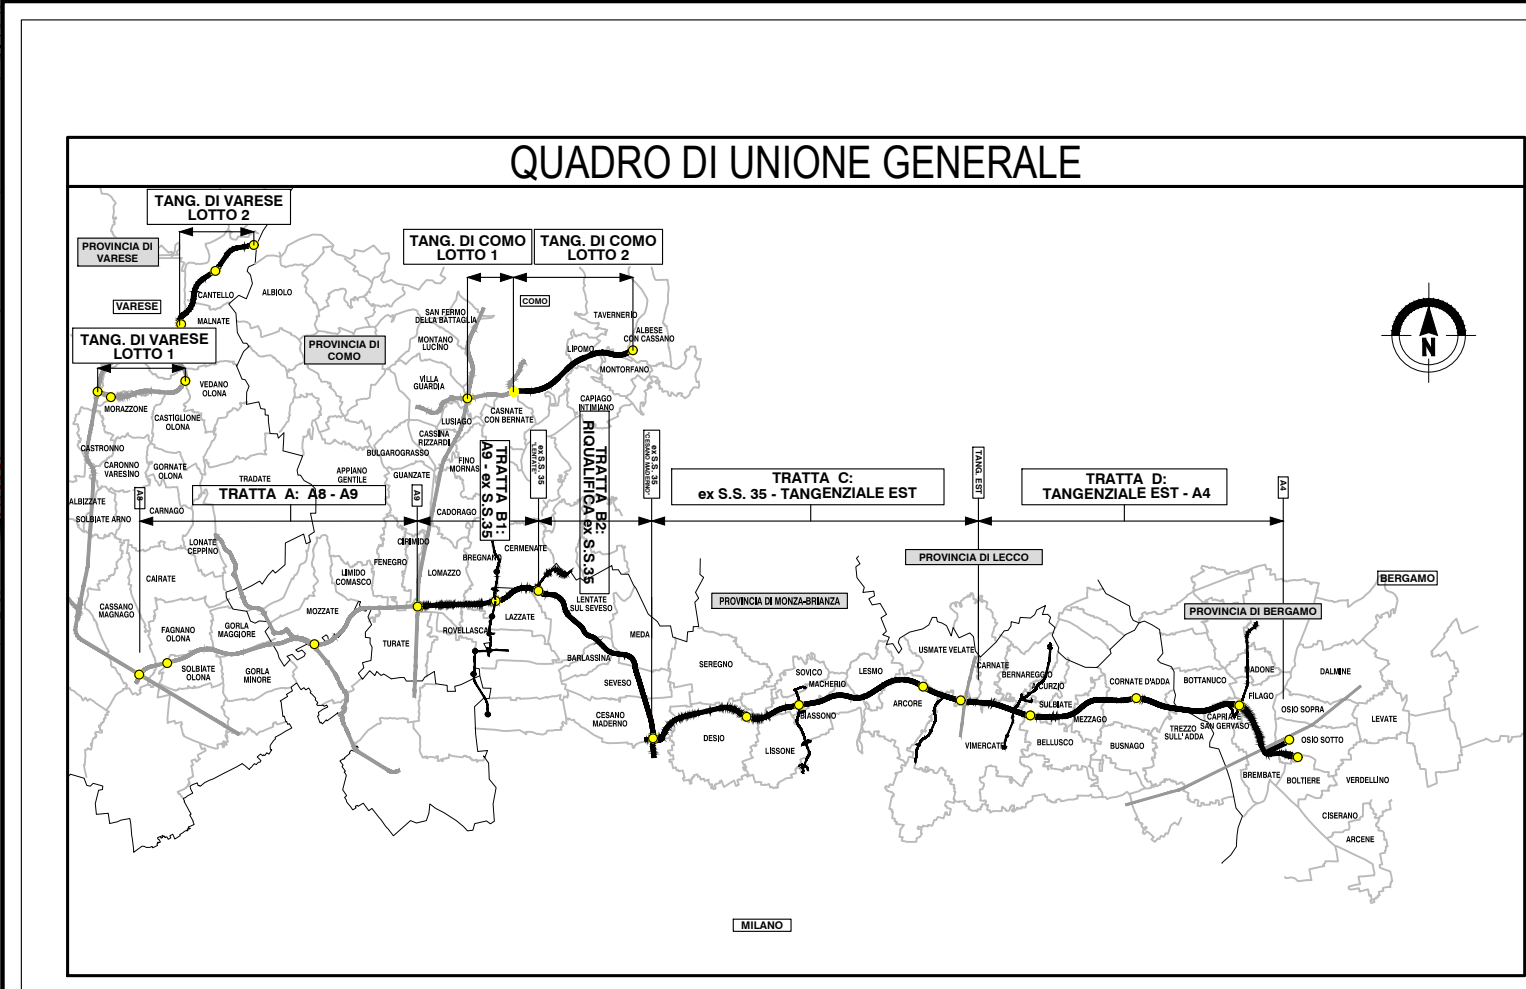 QUADRO DI UNIONE GENERALE
TANG. DI VARESE
LOTTO 2
PROVINCIA DI
VARESE
TANG. DI COMO
LOTTO 1
TANG. DI COMO
LOTTO 2
CANTELLO
ALBIOLO
VARESE
COMO
MALNATE
SAN FERMO
DELLA BATTAGLIA
TAVERNERIO
ALBESE
CON CASSANO
TANG. DI VARESE
LOTTO 1
PROVINCIA DI
COMO
MONTANO
LUCINO
LIPOMO
MONTORFANO
N
VEDANO
OLONA
VILLA
GUARDIA
MORAZZONE
CASTIGLIONE
OLONA
LUSIAGO
CASNATE
CON BERNATE
CAPIAGO
INTIMIANO
CASSINA
RIZZARDI
CASTRONNO
BULGAROGRASSO
CARONNO
VARESINO
GORNATE
OLONA
TRADATE
APPIANO
GENTILE
GUANZATE
FINO
MORNAS
TRATTA B1:
A9 - ex S.S.35
ex S.S. 35
"LENTATE"
TRATTA B2:
RIQUALIFICA ex S.S.35
ex S.S. 35
"CESANO MADERNO"
TRATTA C:
ex S.S. 35 - TANGENZIALE EST
TANG. EST
TRATTA D:
TANGENZIALE EST - A4
A4
ALBIZZATE
A8
TRATTA A: A8 - A9
A9
SOLBIATE ARNO
CARNAGO
CADORAGO
LONATE
CEPPINO
CIRIMIDO
BREGNANO
CERMENATE
FENEGRO
PROVINCIA DI LECCO
CAIRATE
LIMIDO
COMASCO
LOMAZZO
BERGAMO
CASSANO
MAGNAGO
MOZZATE
LENTATE
SUL SEVESO
PROVINCIA DI MONZA-BRIANZA
PROVINCIA DI BERGAMO
FAGNANO
OLONA
GORLA
MAGGIORE
ROVELLASCA
LAZZATE
TURATE
MEDA
SOLBIATE
OLONA
GORLA
MINORE
BARLASSINA
SEREGNO
USMATE VELATE
SEVESO
SOVICO
MACHERIO
LESMO
CARNATE
BERNAREGGIO
CORNATE D'ADDA
BOTTANUCO
MADONE
DALMINE
CESANO
MADERNO
BIASSONO
ARCORE
SULBIATE
MEZZAGO
FILAGO
OSIO SOPRA
CAPRIATE
SAN GERVASO
TREZZO
SULL' ADDA
LEVATE
DESIO
LISSONE
VIMERCATE
BELLUSCO
BUSNAGO
OSIO SOTTO
BREMBATE
BOLTIERE
VERDELLINO
CISERANO
ARCENE
MILANO